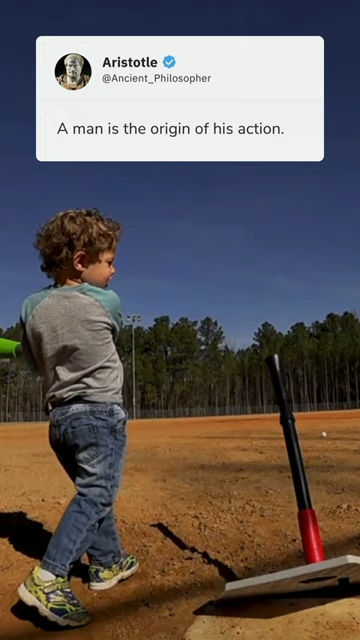 Aristotle
@Ancient_Philosopher
A man is the origin of his action.